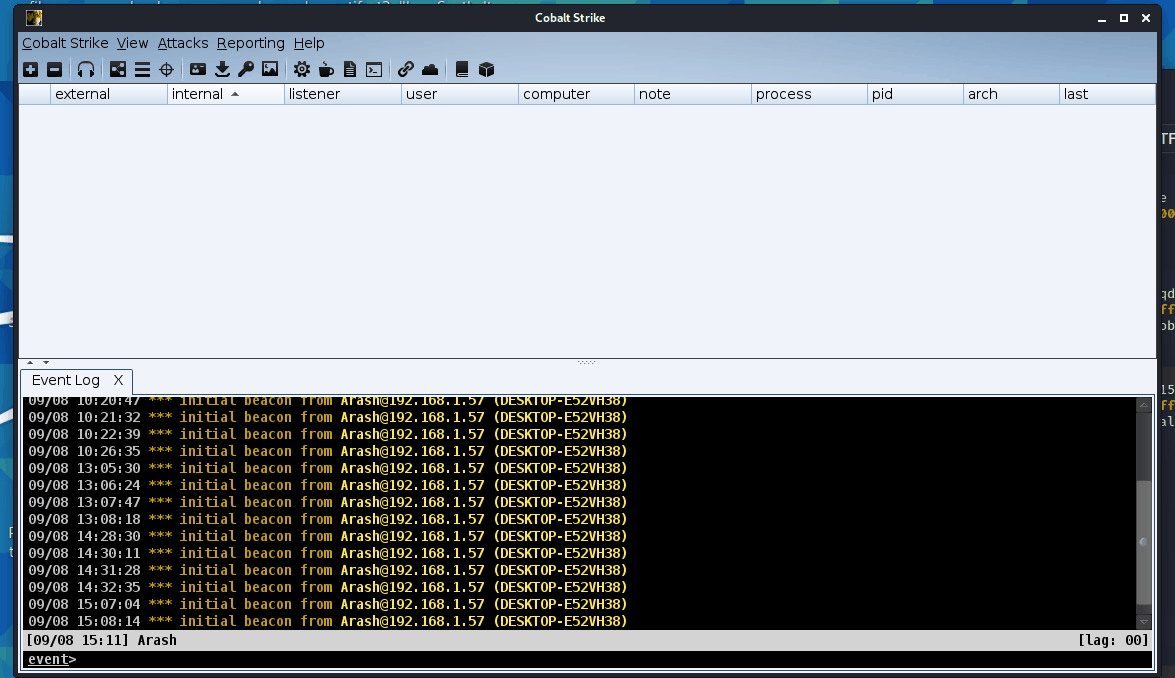 Cobalt Strike
Cobalt Strike View Attacks Reporting Help
external internal listener user computer note process pid arch last
Event Log X
09/08 10:20:47 *** initial beacon from Arash@192.168.1.57 (DESKTOP-E52VH38)
09/08 10:21:32 *** initial beacon from Arash@192.168.1.57 (DESKTOP-E52VH38)
09/08 10:22:39 *** initial beacon from Arash@192.168.1.57 (DESKTOP-E52VH38)
09/08 10:26:35 *** initial beacon from Arash@192.168.1.57 (DESKTOP-E52VH38)
09/08 13:05:30 *** initial beacon from Arash@192.168.1.57 (DESKTOP-E52VH38)
09/08 13:06:24 *** initial beacon from Arash@192.168.1.57 (DESKTOP-E52VH38)
09/08 13:07:47 *** initial beacon from Arash@192.168.1.57 (DESKTOP-E52VH38)
09/08 13:08:18 *** initial beacon from Arash@192.168.1.57 (DESKTOP-E52VH38)
09/08 14:28:30 *** initial beacon from Arash@192.168.1.57 (DESKTOP-E52VH38)
09/08 14:30:11 *** initial beacon from Arash@192.168.1.57 (DESKTOP-E52VH38)
09/08 14:31:28 *** initial beacon from Arash@192.168.1.57 (DESKTOP-E52VH38)
09/08 14:32:35 *** initial beacon from Arash@192.168.1.57 (DESKTOP-E52VH38)
09/08 15:07:04 *** initial beacon from Arash@192.168.1.57 (DESKTOP-E52VH38)
09/08 15:08:14 *** initial beacon from Arash@192.168.1.57 (DESKTOP-E52VH38)
[09/08 15:11] Arash [lag: 00]
event>